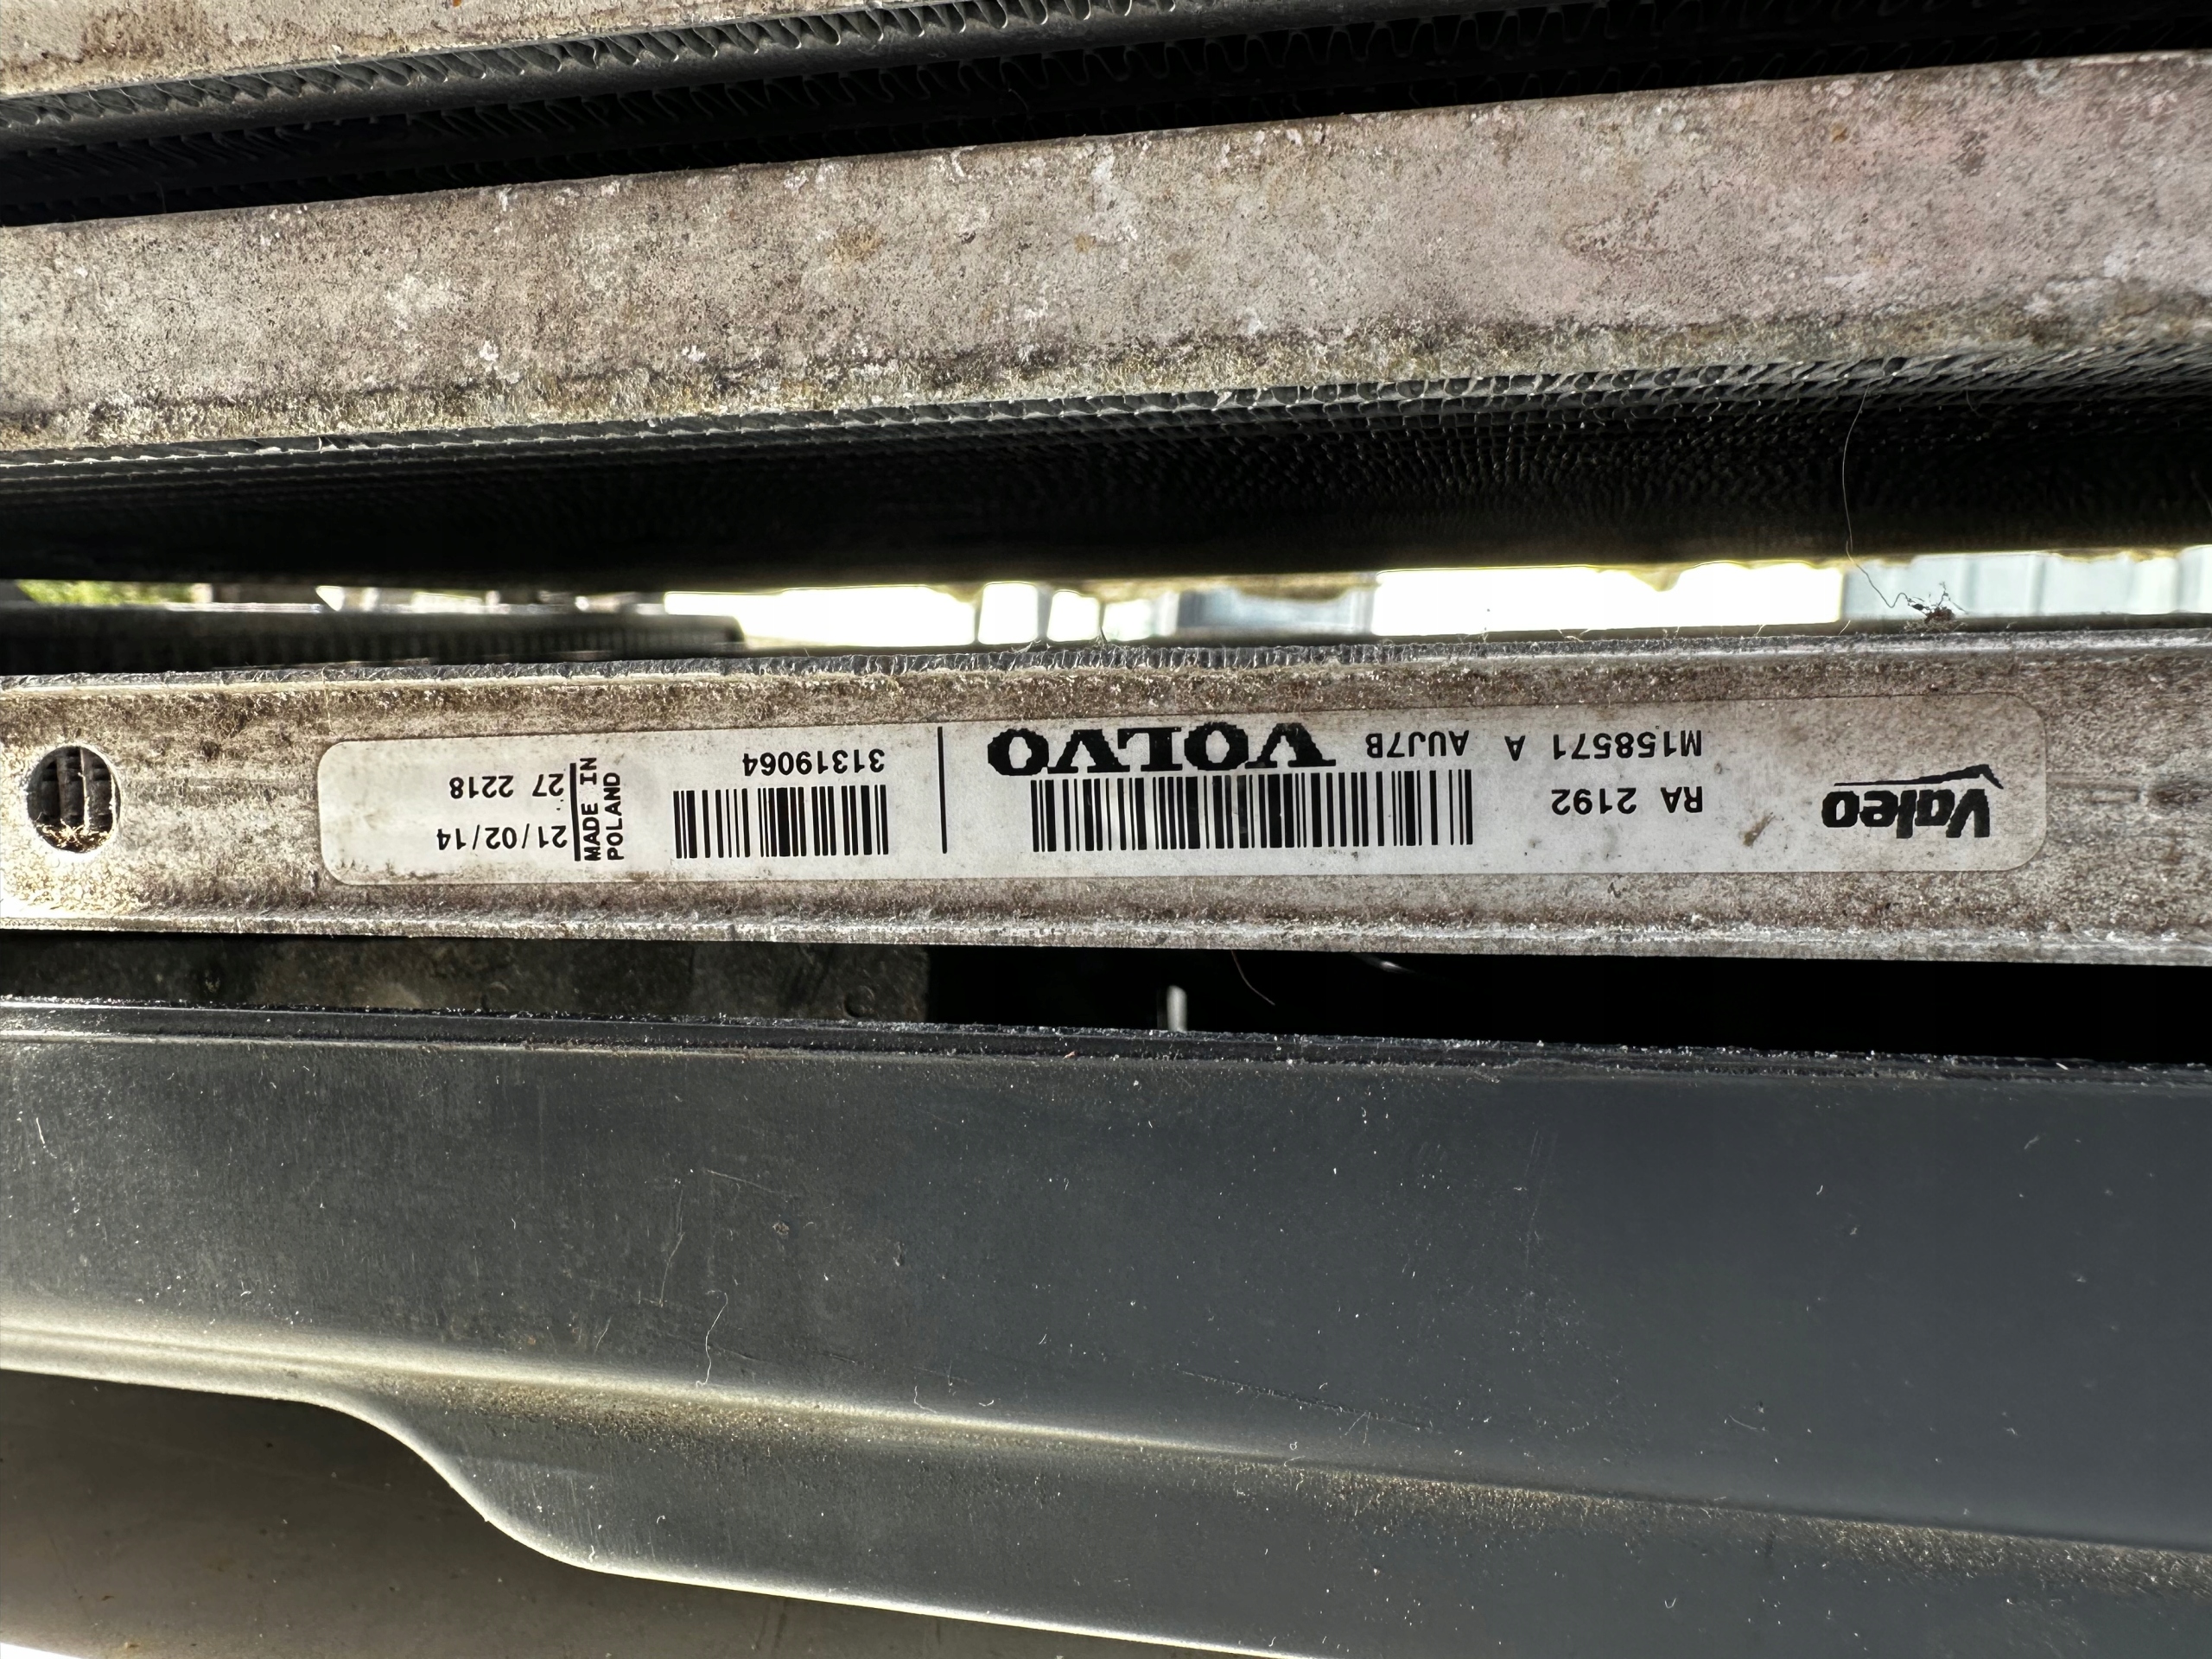 Valeo
RA 2192
M158571 A AUJ7B
VOLVO
31319064
MADE IN
POLAND
21/02/14
27 2218